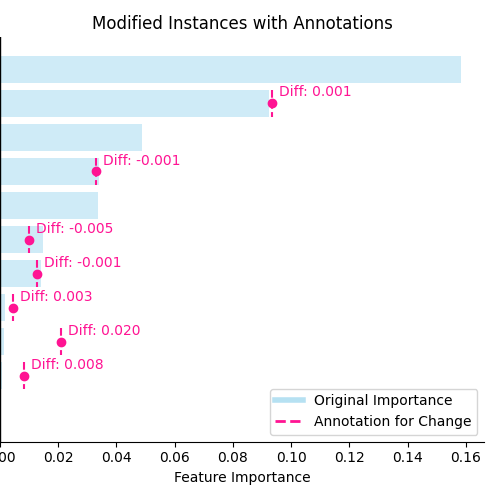 Modified Instances with Annotations
Diff: 0.001
Diff: -0.001
Diff: -0.005
Diff: -0.001
Diff: 0.003
Diff: 0.020
Diff: 0.008
Original Importance
Annotation for Change
00 0.02 0.04 0.06 0.08 0.10 0.12 0.14 0.16
Feature Importance